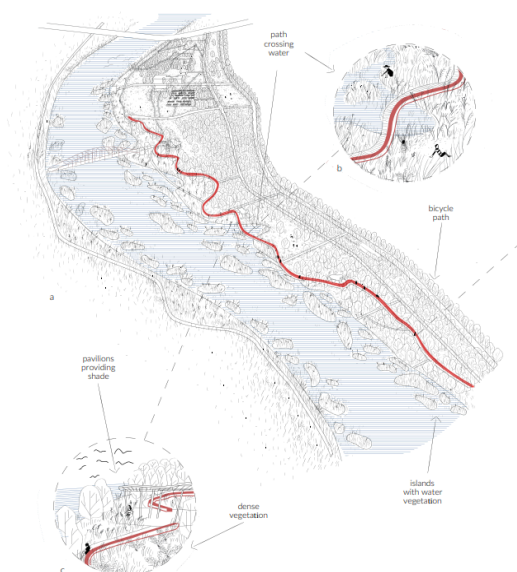 path
crossing
water
b
bicycle
path
a
pavilions
providing
shade
islands
with water
vegetation
dense
vegetation
c